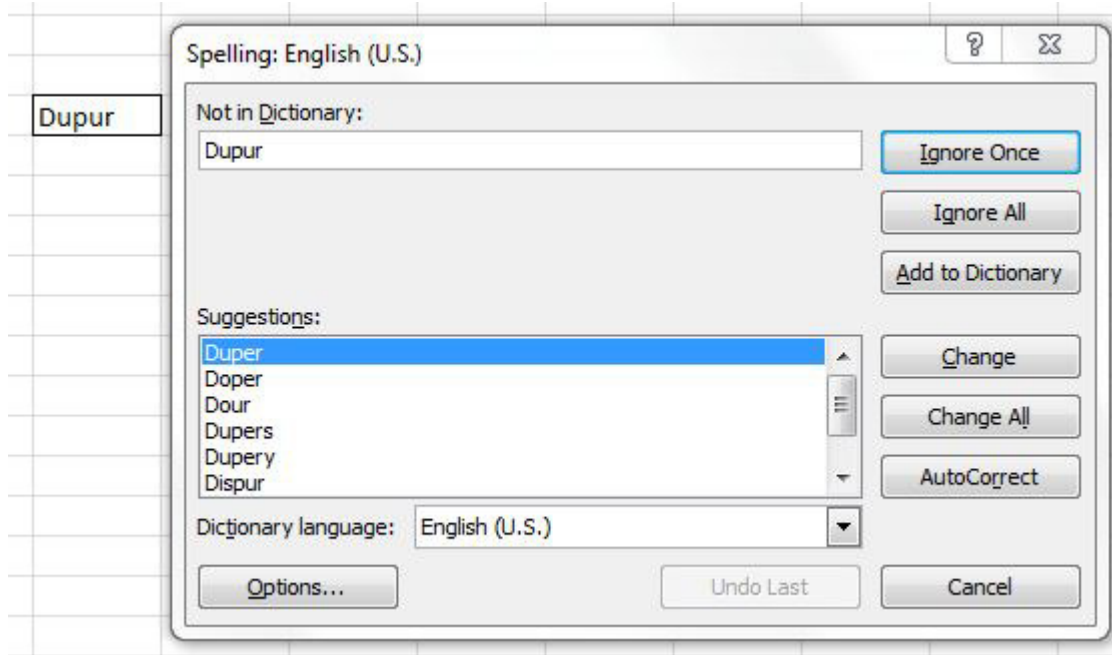 Spelling: English (U.S.)
Dupur
Not in Dictionary:
Dupur
Ignore Once
Ignore All
Add to Dictionary
Suggestions:
Duper
Doper
Dour
Dupers
Dupery
Dispur
Change
Change All
AutoCorrect
Dictionary language: English (U.S.)
Options... Undo Last Cancel